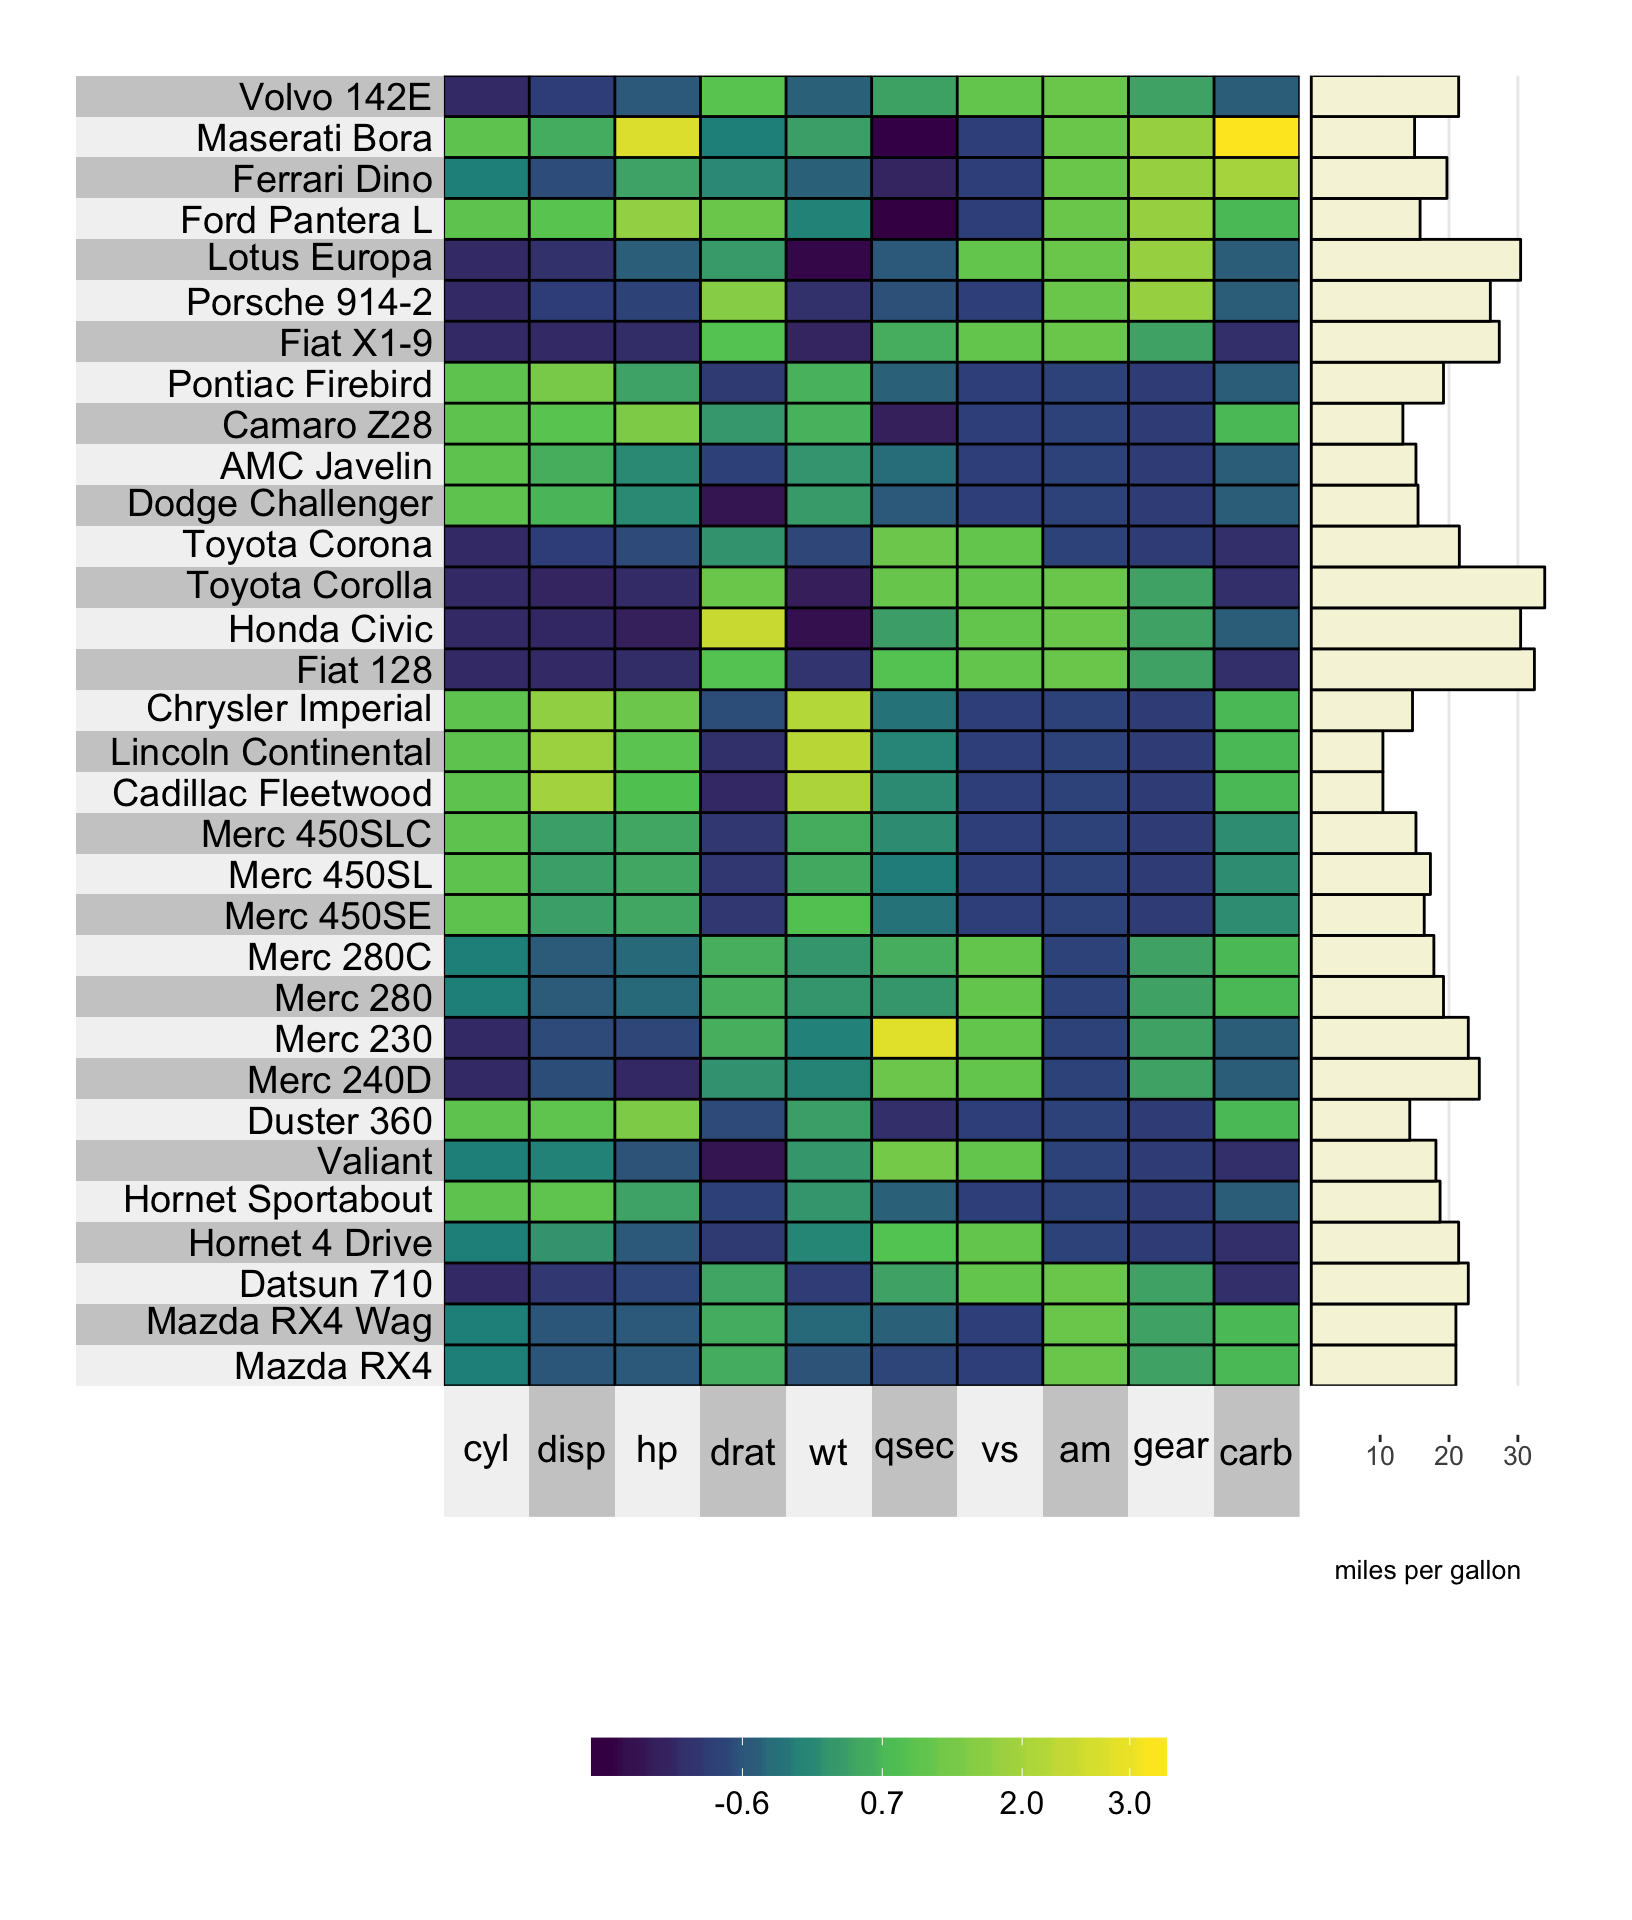 Volvo 142E
Maserati Bora
Ferrari Dino
Ford Pantera L
Lotus Europa
Porsche 914-2
Fiat X1-9
Pontiac Firebird
Camaro Z28
AMC Javelin
Dodge Challenger
Toyota Corona
Toyota Corolla
Honda Civic
Fiat 128
Chrysler Imperial
Lincoln Continental
Cadillac Fleetwood
Merc 450SLC
Merc 450SL
Merc 450SE
Merc 280C
Merc 280
Merc 230
Merc 240D
Duster 360
Valiant
Hornet Sportabout
Hornet 4 Drive
Datsun 710
Mazda RX4 Wag
Mazda RX4
cyl disp hp drat wt qsec vs am gear carb
10 20 30
miles per gallon
-0.6 0.7 2.0 3.0